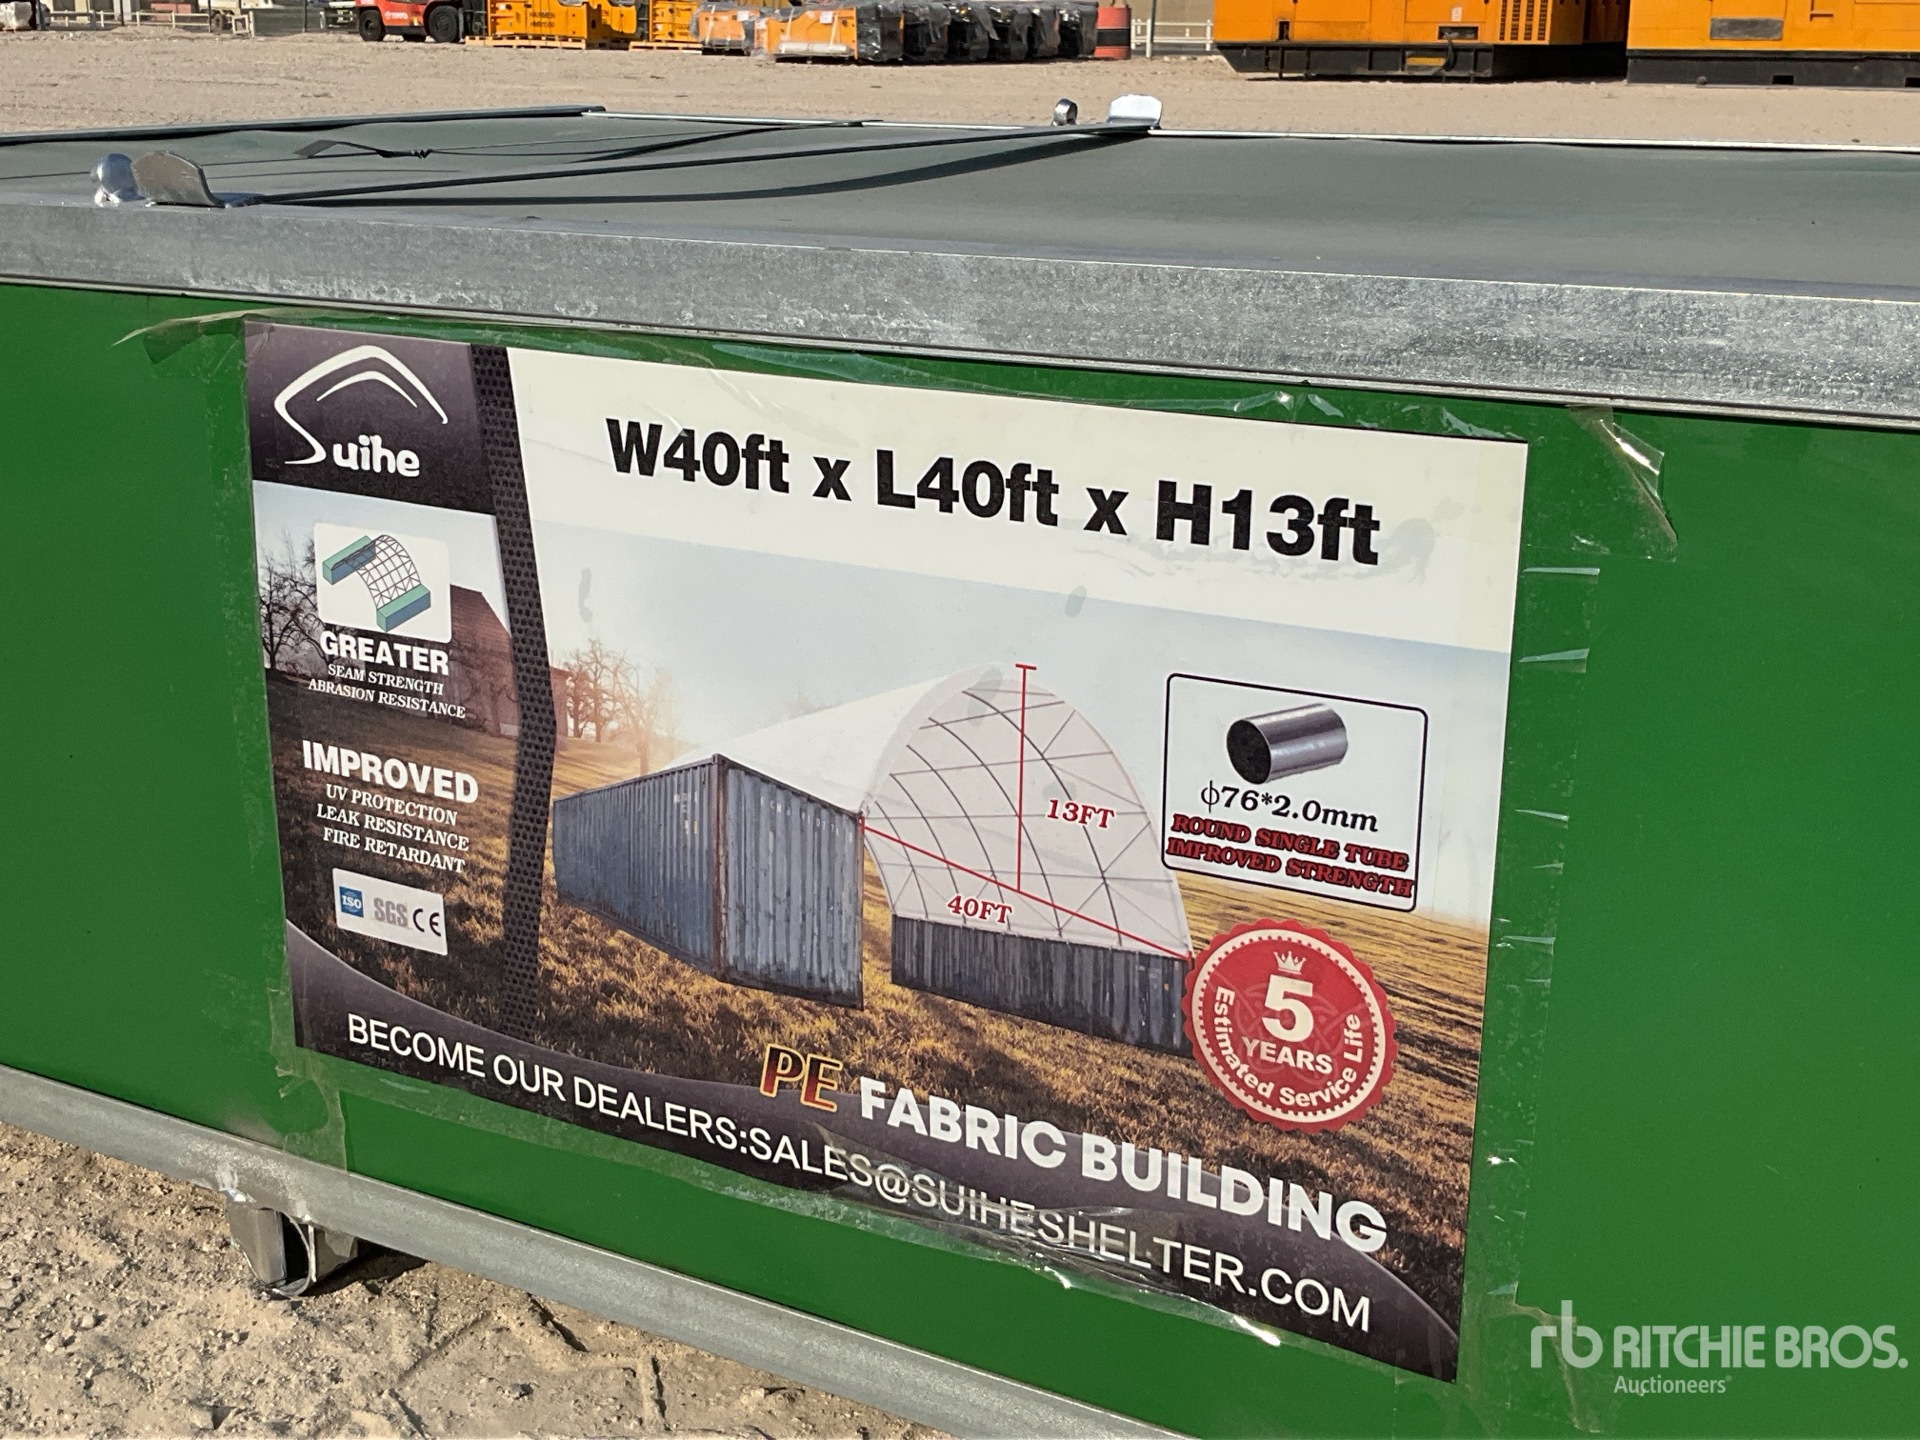 Suihe
W40ft x L40ft x H13ft
GREATER
SEAM STRENGTH
ABRASION RESISTANCE
IMPROVED
UV PROTECTION
LEAK RESISTANCE
FIRE RETARDANT
ISO SGS CE
13FT
40FT
ϕ76*2.0mm
ROUND SINGLE TUBE
IMPROVED STRENGTH
5
YEARS
Estimated Service Life
PE FABRIC BUILDING
BECOME OUR DEALERS:SALES@SUIHESHELTER.COM
rb RITCHIE BROS.
Auctioneers